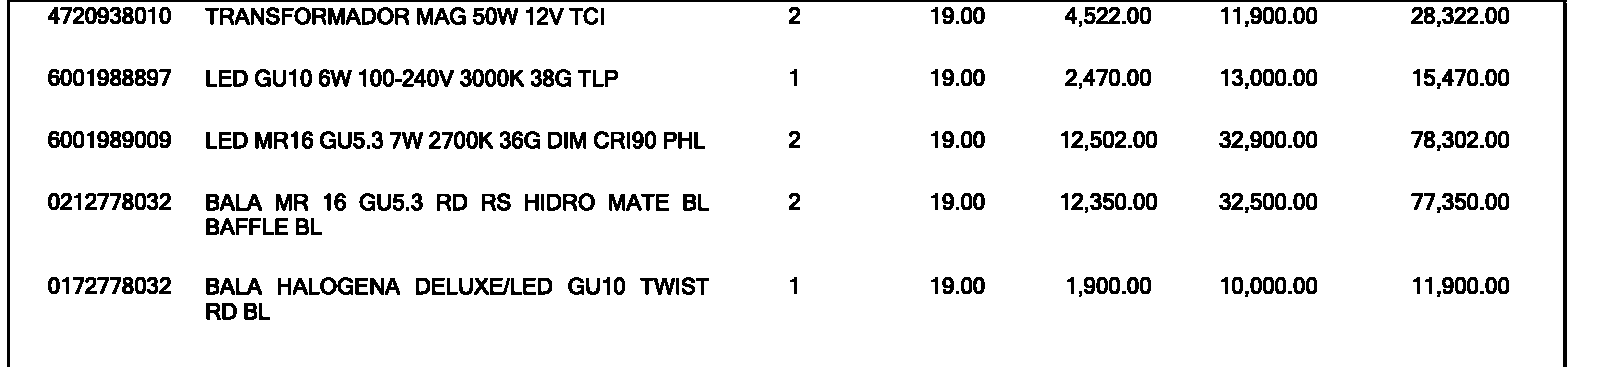 4720938010 TRANSFORMADOR MAG 50W 12V TCI 2 19.00 4,522.00 11,900.00 28,322.00
6001988897 LED GU10 6W 100-240V 3000K 38G TLP 1 19.00 2,470.00 13,000.00 15,470.00
6001989009 LED MR16 GU5.3 7W 2700K 36G DIM CRI90 PHL 2 19.00 12,502.00 32,900.00 78,302.00
0212778032 BALA MR 16 GU5.3 RD RS HIDRO MATE BL 2 19.00 12,350.00 32,500.00 77,350.00
BAFFLE BL
0172778032 BALA HALOGENA DELUXE/LED GU10 TWIST 1 19.00 1,900.00 10,000.00 11,900.00
RD BL